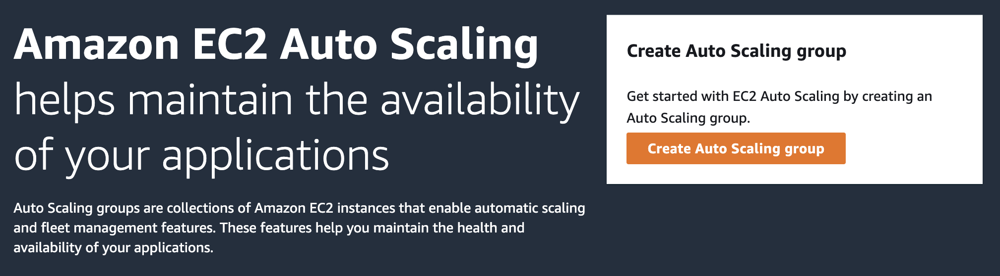 Amazon EC2 Auto Scaling
helps maintain the availability
of your applications
Auto Scaling groups are collections of Amazon EC2 instances that enable automatic scaling
and fleet management features. These features help you maintain the health and
availability of your applications.
Create Auto Scaling group
Get started with EC2 Auto Scaling by creating an
Auto Scaling group.
Create Auto Scaling group